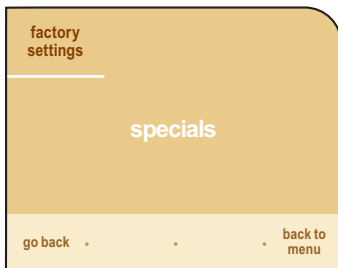 factory
settings
specials
go back
back to
menu